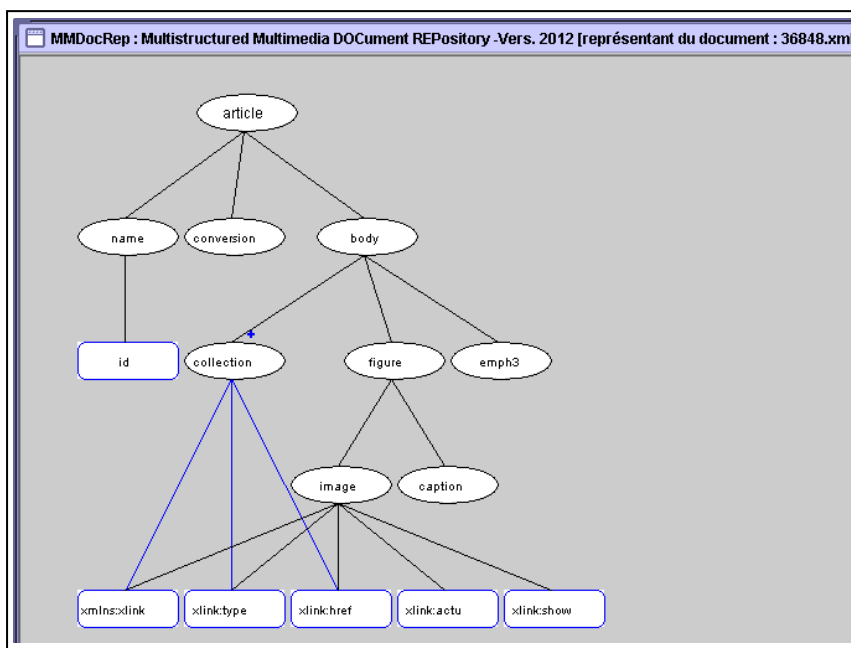 MMDocRep : Multistructured Multimedia DOCument REPository -Vers. 2012 [représentant du document : 36848.xml
article
name conversion body
+
id collection figure emph3
image caption
xmlns:xlink xlink:type xlink:href xlink:actu xlink:show